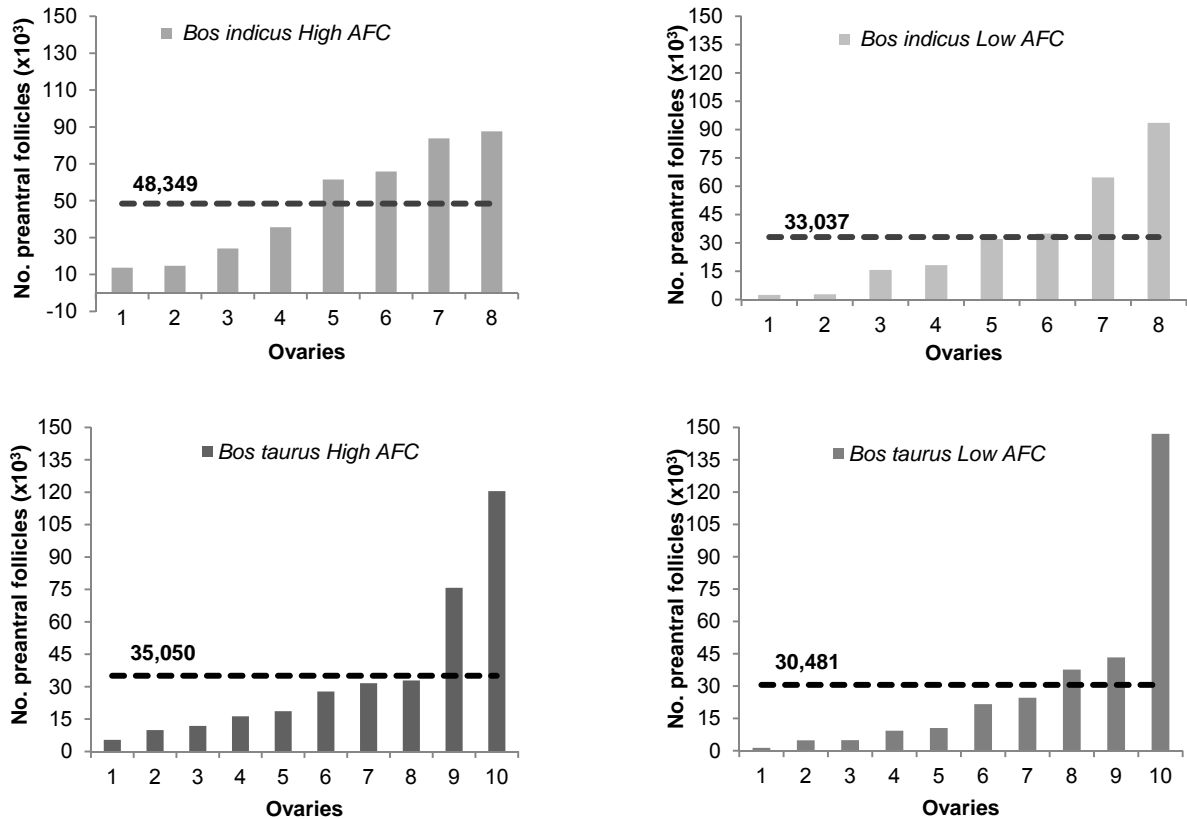 No. preantral follicles (x10³)
150
130
110
90
70
50
30
10
-10
Bos indicus High AFC
48,349
1 2 3 4 5 6 7 8
Ovaries
No. preantral follicles (x10³)
150
135
120
105
90
75
60
45
30
15
0
Bos indicus Low AFC
33,037
1 2 3 4 5 6 7 8
Ovaries
No. preantral follicles (x10³)
150
135
120
105
90
75
60
45
30
15
0
Bos taurus High AFC
35,050
1 2 3 4 5 6 7 8 9 10
Ovaries
No. preantral follicles (x10³)
150
135
120
105
90
75
60
45
30
15
0
Bos taurus Low AFC
30,481
1 2 3 4 5 6 7 8 9 10
Ovaries